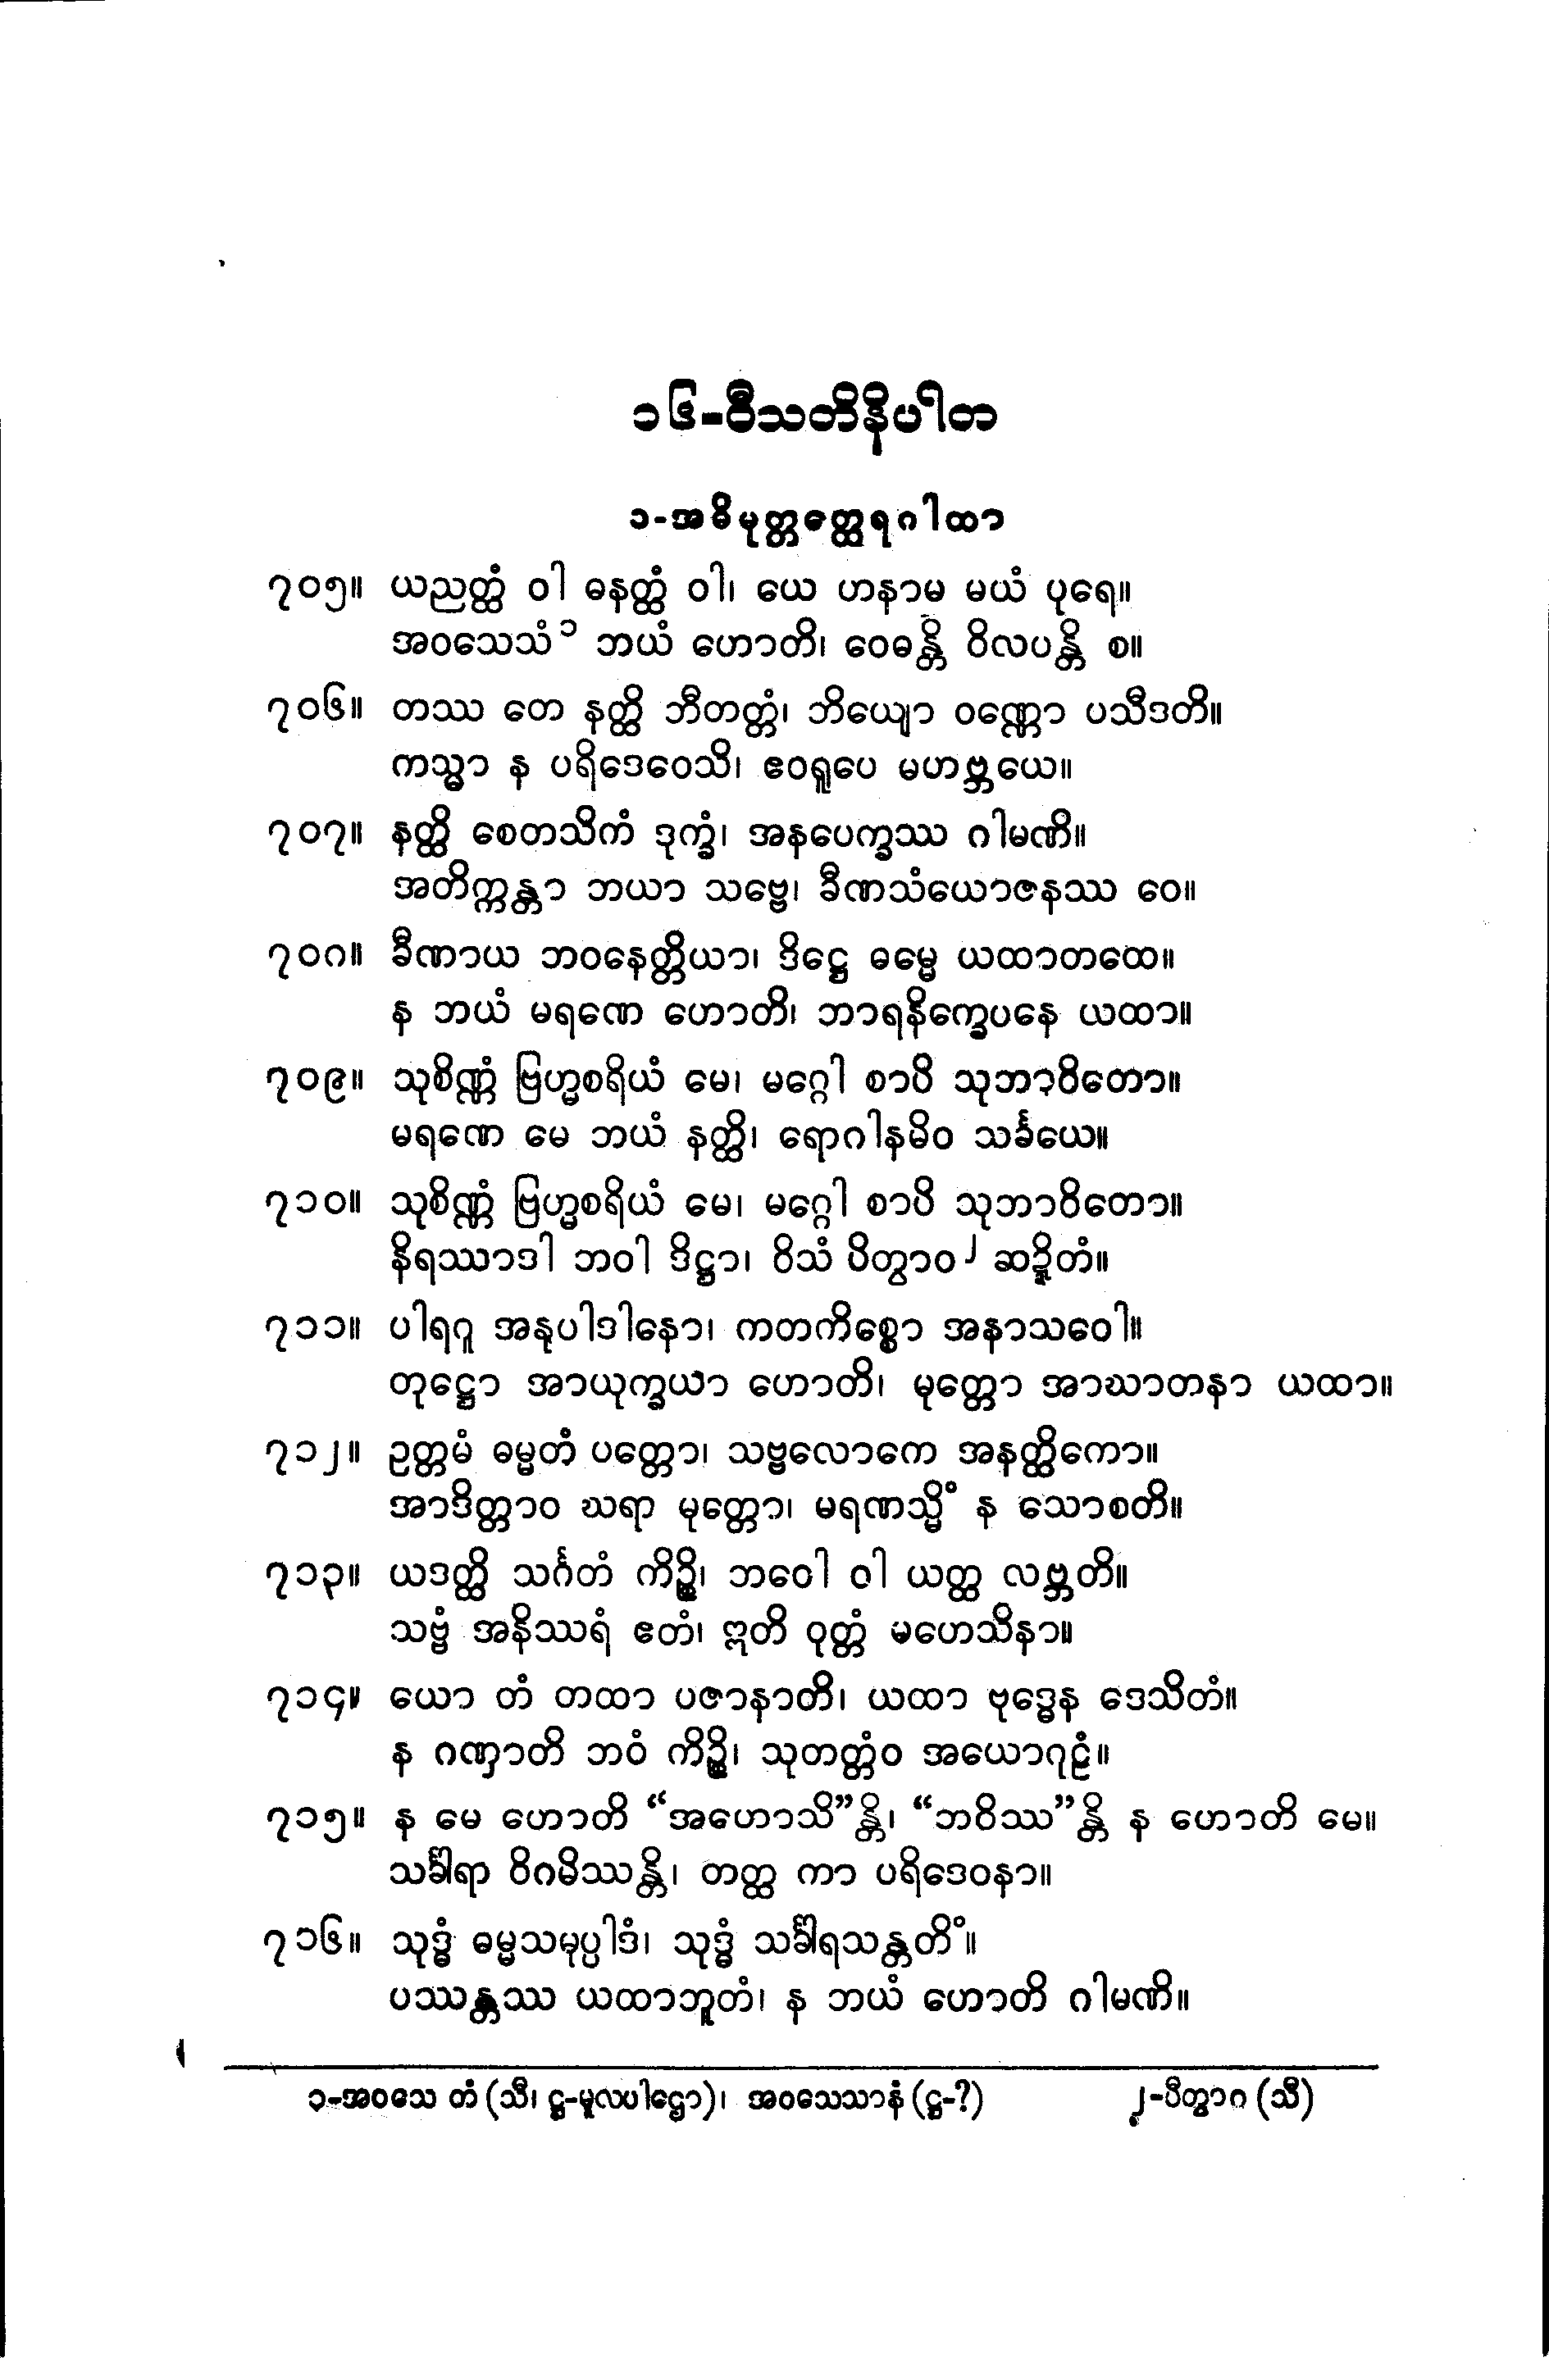 ၁၆-ဝီသတိနိပါတ
၁-အဓိမုတ္တတ္ထေရဂါထာ
၇၀၅။ ယညတ္ထံ ဝါ ဓနတ္ထံ ဝါ၊ ယေ ဟနာမ မယံ ပုရေ။
အဝသေသံ၁ ဘယံ ဟောတိ၊ ဝေဓန္တိ ဝိလပန္တိ စ။
၇၀၆။ တဿ တေ နတ္ထိ ဘီတတ္တံ၊ ဘိယျော ဝဏ္ဏော ပသီဒတိ။
ကသ္မာ န ပရိဒေဝေသိ၊ ဧဝရူပေ မဟဗ္ဘယေ။
၇၀၇။ နတ္ထိ စေတသိကံ ဒုက္ခံ၊ အနပေက္ခဿ ဂါမဏိ။
အတိက္ကန္တာ ဘယာ သဗ္ဗေ၊ ခီဏသံယောဇနဿ ဝေ။
၇၀၈။ ခီဏာယ ဘဝနေတ္တိယာ၊ ဒိဋ္ဌေ ဓမ္မေ ယထာတထေ။
န ဘယံ မရဏေ ဟောတိ၊ ဘာရနိက္ခေပနေ ယထာ။
၇၀၉။ သုစိဏ္ဏံ ဗြဟ္မစရိယံ မေ၊ မဂ္ဂေါ စာပိ သုဘာဝိတော။
မရဏေ မေ ဘယံ နတ္ထိ၊ ရောဂါနမိဝ သင်္ခယေ။
၇၁၀။ သုစိဏ္ဏံ ဗြဟ္မစရိယံ မေ၊ မဂ္ဂေါ စာပိ သုဘာဝိတော။
နိရဿာဒါ ဘဝါ ဒိဋ္ဌာ၊ ဝိသံ ပိတွာဝ၂ ဆဍ္ဍိတံ။
၇၁၁။ ပါရဂူ အနုပါဒါနော၊ ကတကိစ္စော အနာသဝေါ။
တုဋ္ဌော အာယုက္ခယာ ဟောတိ၊ မုတ္တော အာဃာတနာ ယထာ။
၇၁၂။ ဥတ္တမံ ဓမ္မတံ ပတ္တော၊ သဗ္ဗလောကေ အနတ္ထိကော။
အာဒိတ္တာဝ ဃရာ မုတ္တော၊ မရဏသ္မိံ န သောစတိ။
၇၁၃။ ယဒတ္ထိ သင်္ဂတံ ကိဉ္စိ၊ ဘဝေါ ဝါ ယတ္ထ လဗ္ဘတိ။
သဗ္ဗံ အနိဿရံ ဧတံ၊ ဣတိ ဝုတ္တံ မဟေသိနာ။
၇၁၄။ ယော တံ တထာ ပဇာနာတိ၊ ယထာ ဗုဒ္ဓေန ဒေသိတံ။
န ဂဏှာတိ ဘဝံ ကိဉ္စိ၊ သုတတ္တံဝ အယောဂုဠံ။
၇၁၅။ န မေ ဟောတိ “အဟောသိ”န္တိ၊ “ဘဝိဿ”န္တိ န ဟောတိ မေ။
သင်္ခါရာ ဝိဂမိဿန္တိ၊ တတ္ထ ကာ ပရိဒေဝနာ။
၇၁၆။ သုဒ္ဓံ ဓမ္မသမုပ္ပါဒံ၊ သုဒ္ဓံ သင်္ခါရသန္တတိံ။
ပဿန္တဿ ယထာဘူတံ၊ န ဘယံ ဟောတိ ဂါမဏိ။
၁-အဝသေ တံ (သီ၊ ဋ္ဌ-မူလပါဌော)၊ အဝသေသာနံ (ဋ္ဌ-?) ၂-ပိတွာဂ (သီ)